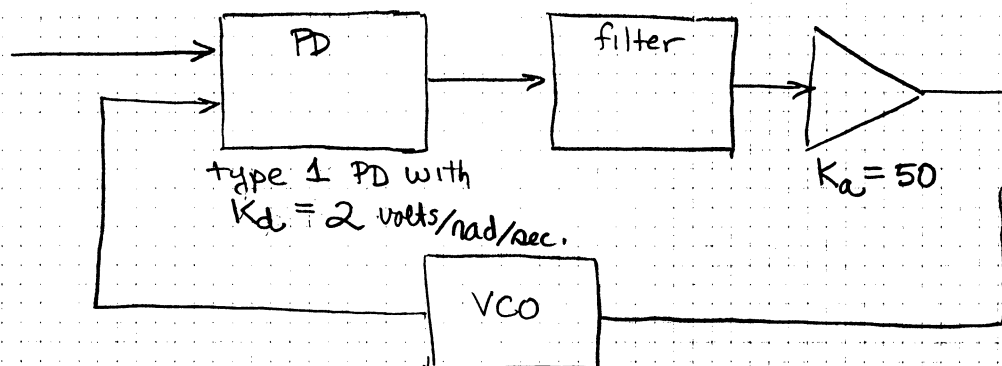 PD
filter
type 1 PD with
Kd = 2 volts/rad/sec.
Ka = 50
VCO